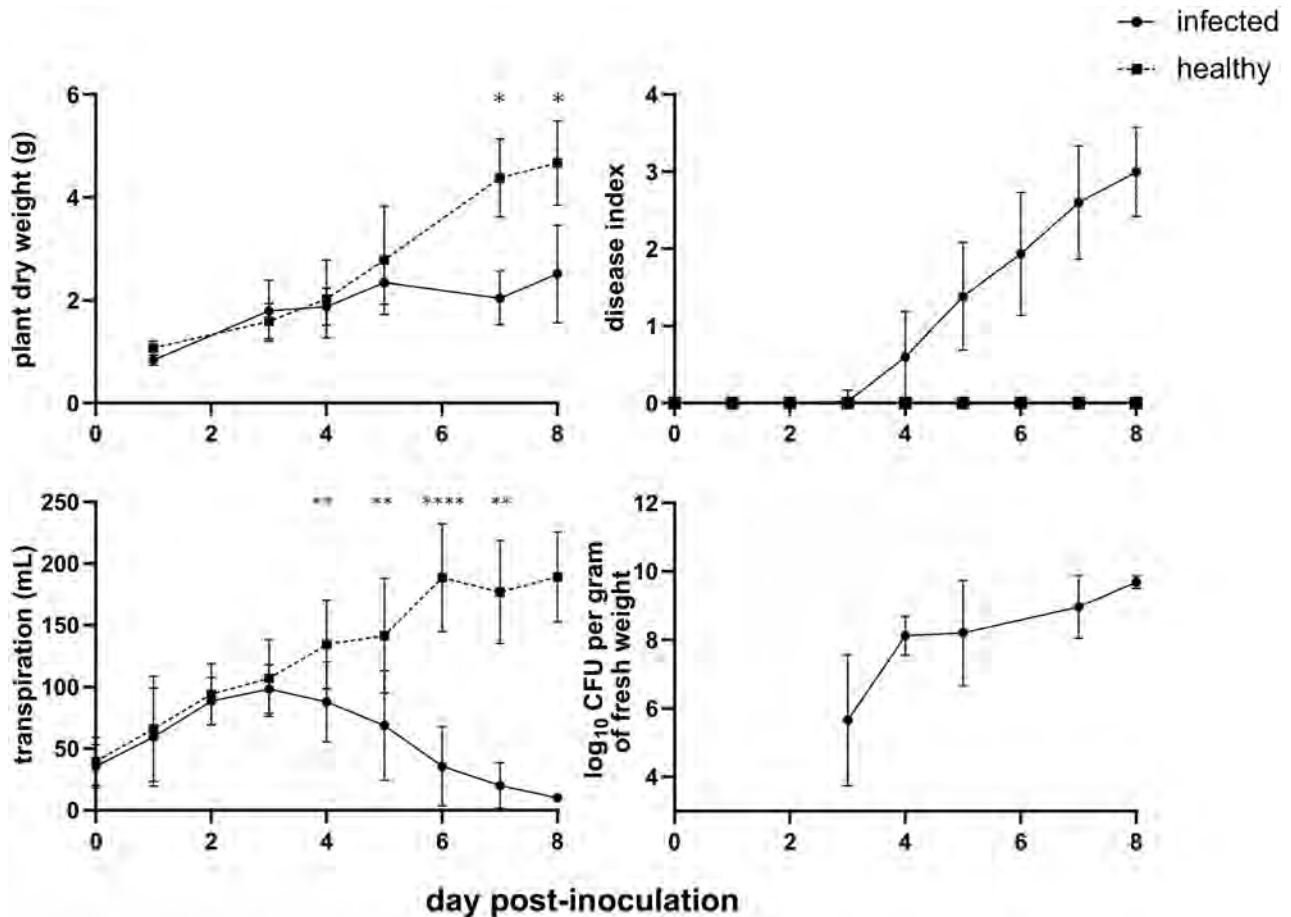 infected
healthy
* *
6
4
2
0
plant dry weight (g)
0 2 4 6 8
4
3
2
1
0
disease index
0 2 4 6 8
** ** **** **
250
200
150
100
50
0
transpiration (mL)
0 2 4 6 8
12
10
8
6
4
log10 CFU per gram
of fresh weight
0 2 4 6 8
day post-inoculation